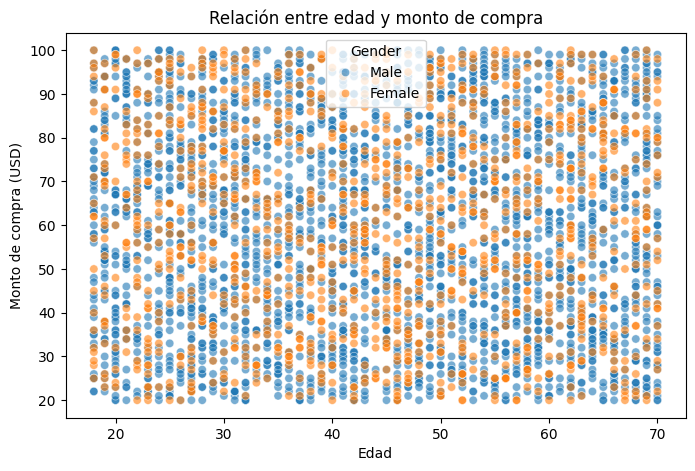 Relación entre edad y monto de compra
Gender
Male
Female
Monto de compra (USD)
100
90
80
70
60
50
40
30
20
20
30
40
50
60
70
Edad